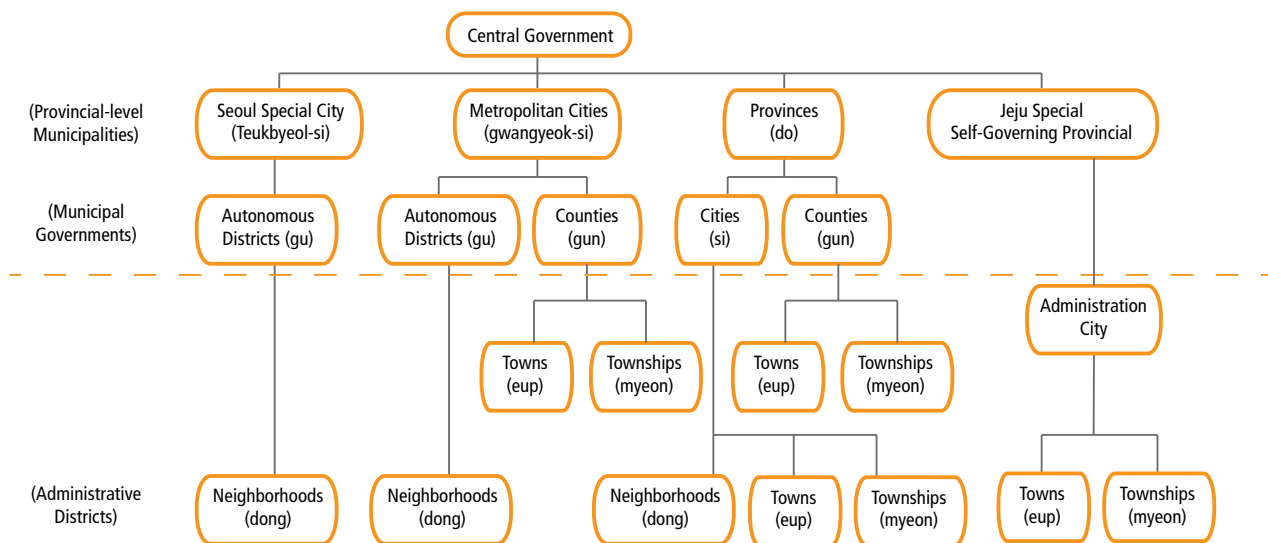 Central Government
(Provincial-level
Municipalities)
Seoul Special City
(Teukbyeol-si)
Metropolitan Cities
(gwangyeok-si)
Provinces
(do)
Jeju Special
Self-Governing Provincial
(Municipal
Governments)
Autonomous
Districts (gu)
Autonomous
Districts (gu)
Counties
(gun)
Cities
(si)
Counties
(gun)
Administration
City
Towns
(eup)
Townships
(myeon)
Towns
(eup)
Townships
(myeon)
(Administrative
Districts)
Neighborhoods
(dong)
Neighborhoods
(dong)
Neighborhoods
(dong)
Towns
(eup)
Townships
(myeon)
Towns
(eup)
Townships
(myeon)